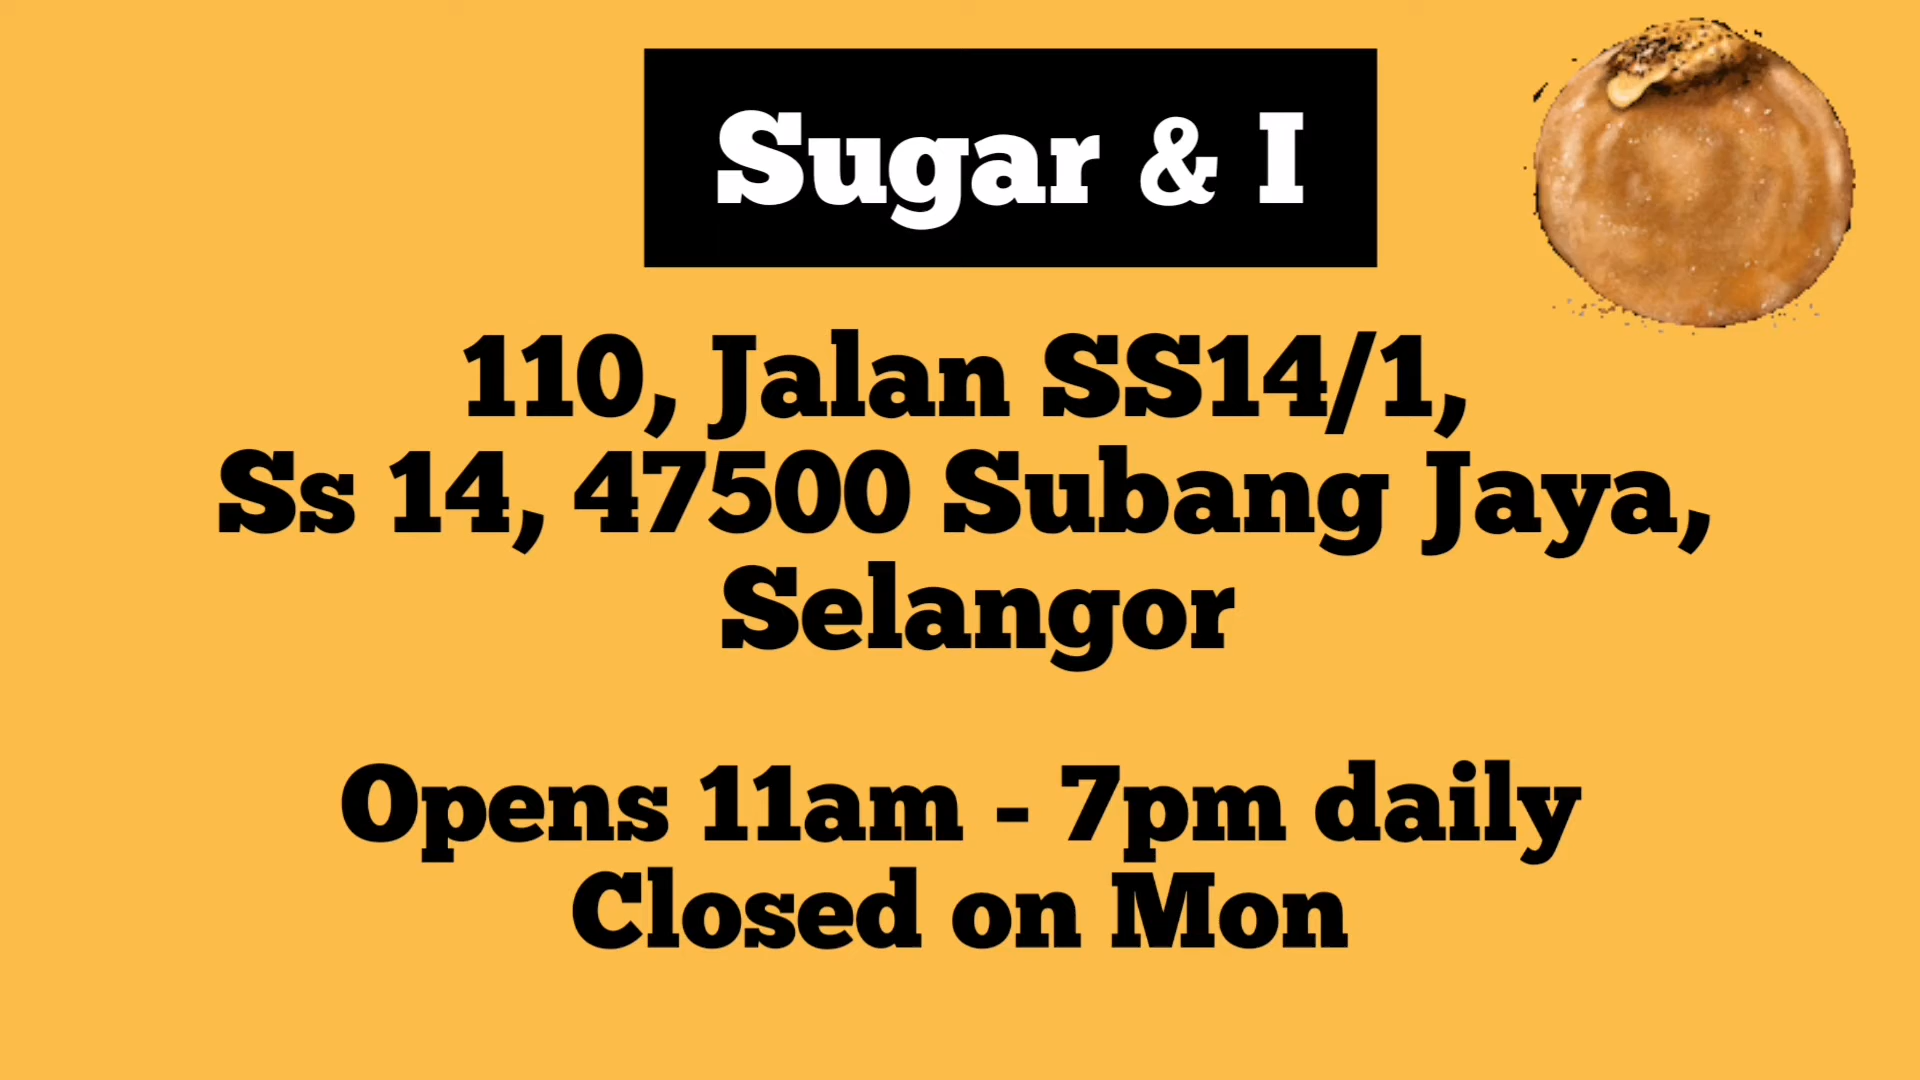 Sugar & I
110, Jalan SS14/1,
Ss 14, 47500 Subang Jaya,
Selangor
Opens 11am - 7pm daily
Closed on Mon